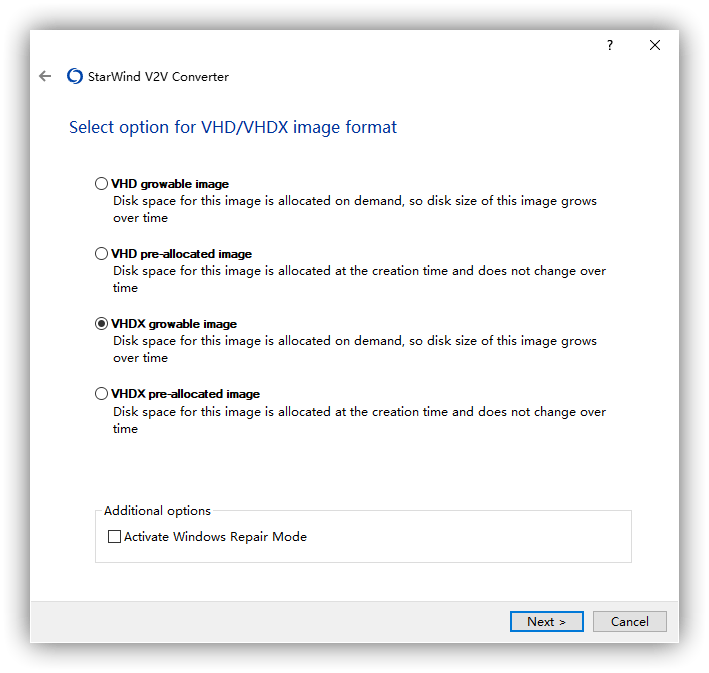 ?
StarWind V2V Converter
Select option for VHD/VHDX image format
VHD growable image
Disk space for this image is allocated on demand, so disk size of this image grows
over time
VHD pre-allocated image
Disk space for this image is allocated at the creation time and does not change over
time
VHDX growable image
Disk space for this image is allocated on demand, so disk size of this image grows
over time
VHDX pre-allocated image
Disk space for this image is allocated at the creation time and does not change over
time
Additional options
Activate Windows Repair Mode
Next >
Cancel